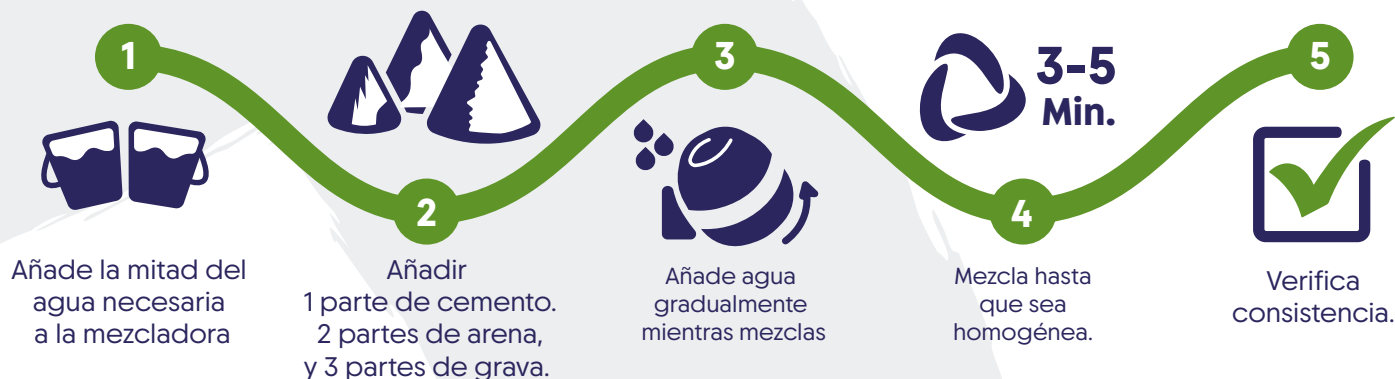 1
Añade la mitad del
agua necesaria
a la mezcladora
2
Añadir
1 parte de cemento.
2 partes de arena,
y 3 partes de grava.
3
Añade agua
gradualmente
mientras mezclas
3-5
Min.
4
Mezcla hasta
que sea
homogénea.
5
Verifica
consistencia.